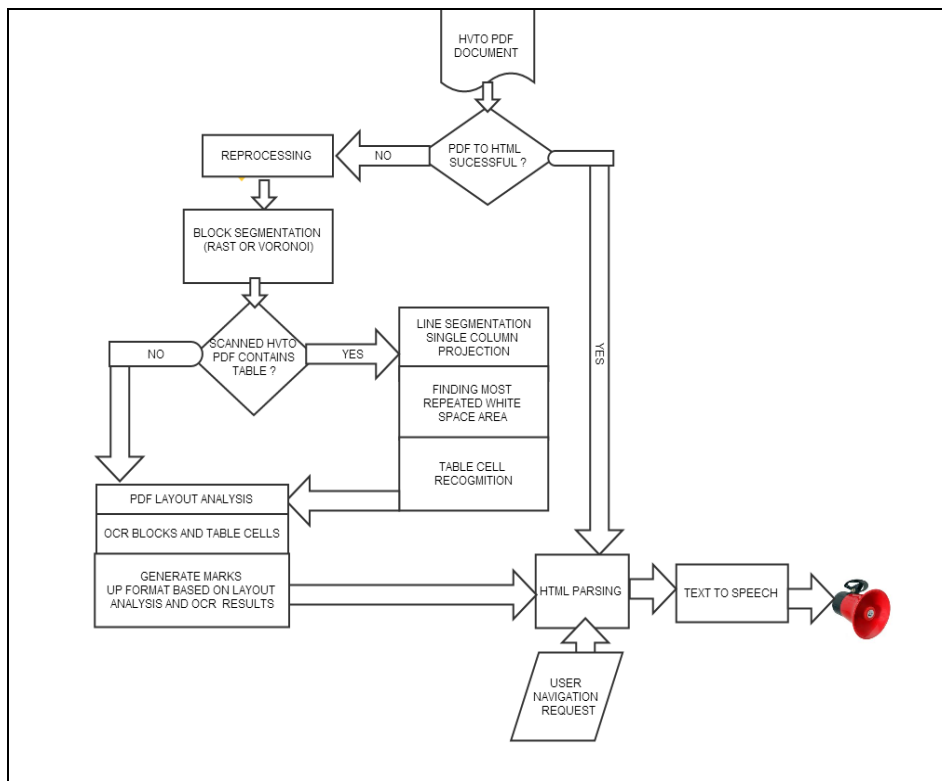 HVTO PDF
DOCUMENT
PDF TO HTML
SUCESSFUL ?
NO
YES
REPROCESSING
BLOCK SEGMENTATION
(RAST OR VORONOI)
SCANNED HVTO
PDF CONTAINS
TABLE ?
NO
YES
LINE SEGMENTATION
SINGLE COLUMN
PROJECTION
FINDING MOST
REPEATED WHITE
SPACE AREA
TABLE CELL
RECOGMITION
PDF LAYOUT ANALYSIS
OCR BLOCKS AND TABLE CELLS
GENERATE MARKS
UP FORMAT BASED ON LAYOUT
ANALYSIS AND OCR RESULTS
HTML PARSING
TEXT TO SPEECH
USER
NAVIGATION
REQUEST